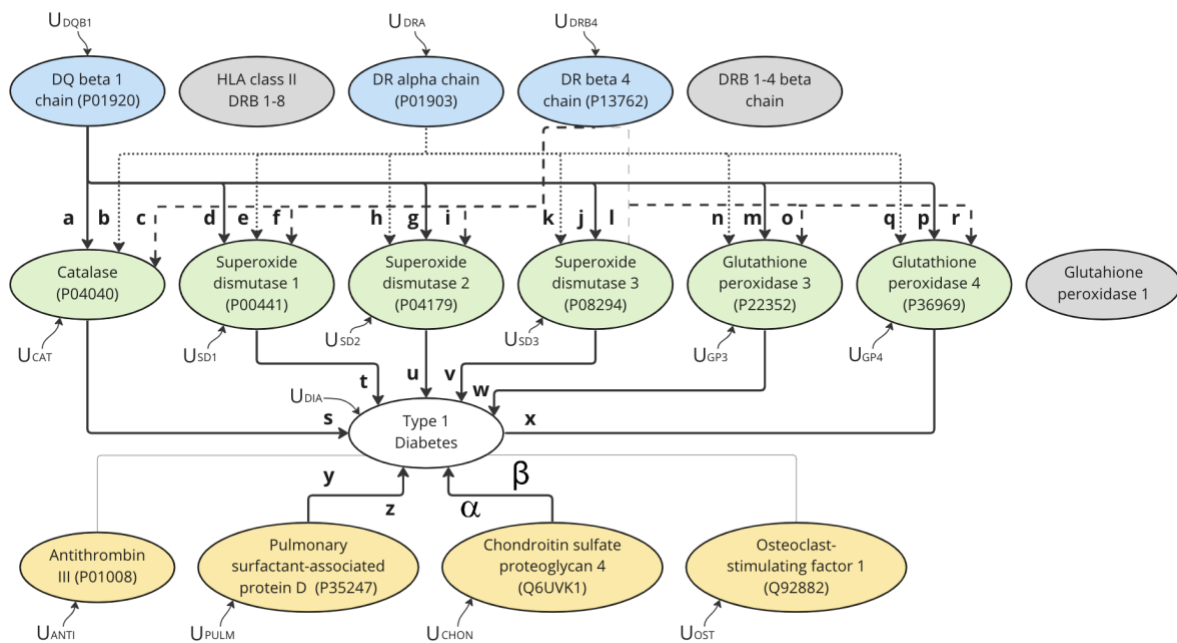 UDQB1
UDRA
UDRB4
DQ beta 1
chain (P01920)
HLA class II
DRB 1-8
DR alpha chain
(P01903)
DR beta 4
chain (P13762)
DRB 1-4 beta
chain
a b c d e f h g i k j l n m o q p r
Catalase
(P04040)
Superoxide
dismutase 1
(P00441)
Superoxide
dismutase 2
(P04179)
Superoxide
dismutase 3
(P08294)
Glutathione
peroxidase 3
(P22352)
Glutathione
peroxidase 4
(P36969)
Glutahione
peroxidase 1
UCAT
USD1
USD2
USD3
UGP3
UGP4
t u v w
UDIA
s
Type 1
Diabetes
x
y z α β
Antithrombin
III (P01008)
Pulmonary
surfactant-associated
protein D (P35247)
Chondroitin sulfate
proteoglycan 4
(Q6UVK1)
Osteoclast-
stimulating factor 1
(Q92882)
UANTI
UPULM
UCHON
UOST